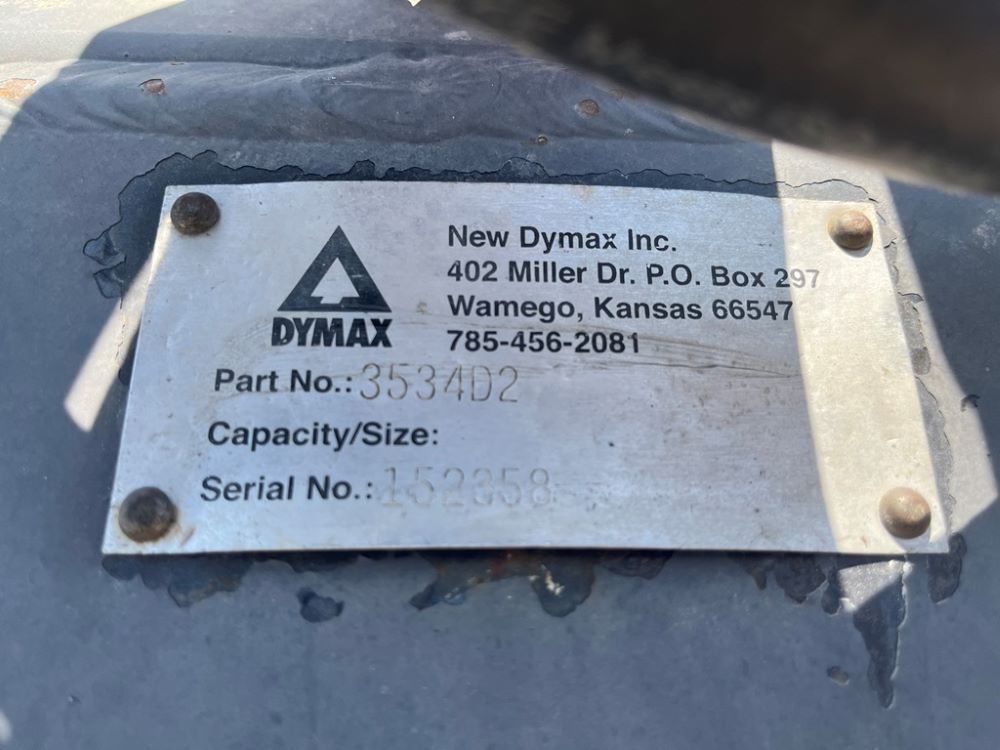 New Dymax Inc.
402 Miller Dr. P.O. Box 297
Wamego, Kansas 66547
785-456-2081
DYMAX
Part No.: 3534D2
Capacity/Size:
Serial No.: 152358